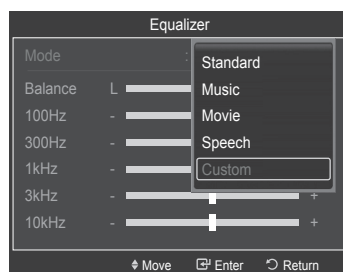 Equalizer
Mode :
Standard
Music
Movie
Speech
Custom
Balance L
100Hz -
300Hz -
1kHz -
3kHz - +
10kHz - +
Move Enter Return